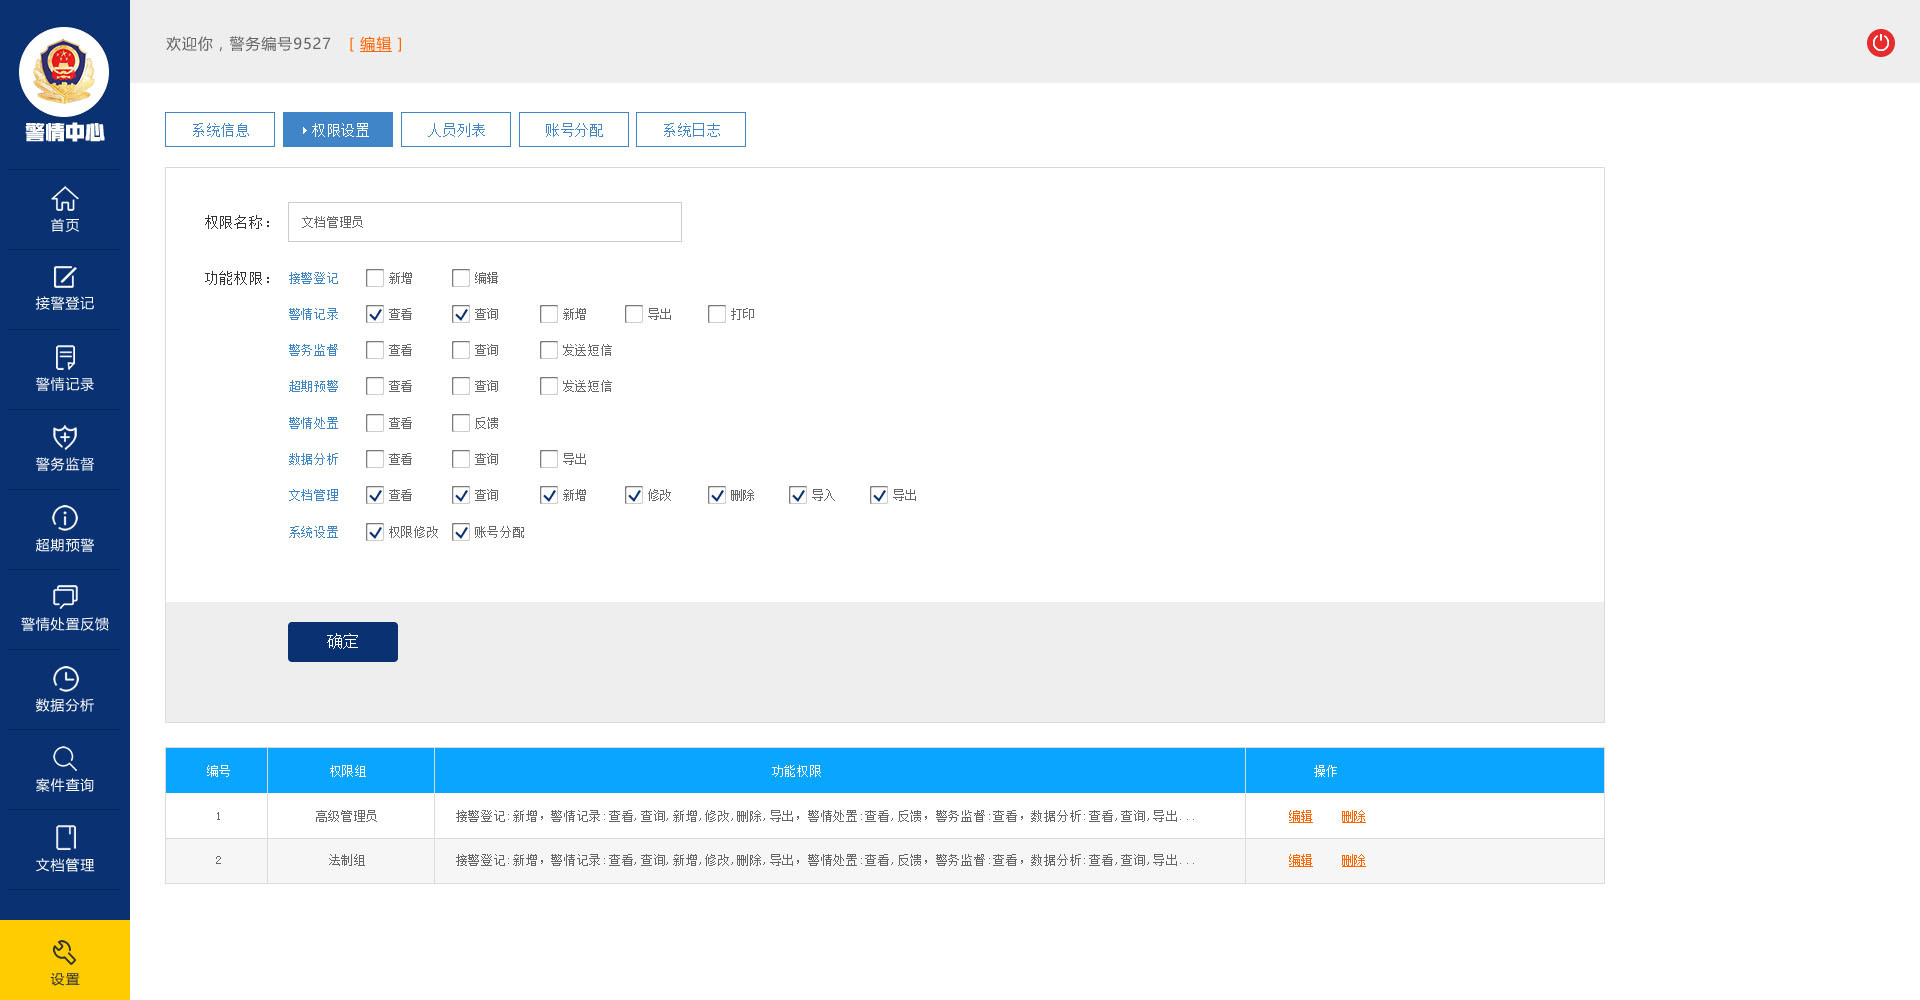 警情中心
首页
接警登记
警情记录
警务监督
超期预警
警情处置反馈
数据分析
案件查询
文档管理
设置
欢迎你，警务编号9527 [ 编辑 ]
系统信息 权限设置 人员列表 账号分配 系统日志
权限名称： 文档管理员
功能权限： 接警登记 新增 编辑
警情记录 查看 查询 新增 导出 打印
警务监督 查看 查询 发送短信
超期预警 查看 查询 发送短信
警情处置 查看 反馈
数据分析 查看 查询 导出
文档管理 查看 查询 新增 修改 删除 导入 导出
系统设置 权限修改 账号分配
确定
编号 权限组 功能权限 操作
1 高级管理员 接警登记:新增，警情记录:查看,查询,新增,修改,删除,导出，警情处置:查看,反馈，警务监督:查看，数据分析:查看,查询,导出... 编辑 删除
2 法制组 接警登记:新增，警情记录:查看,查询,新增,修改,删除,导出，警情处置:查看,反馈，警务监督:查看，数据分析:查看,查询,导出... 编辑 删除